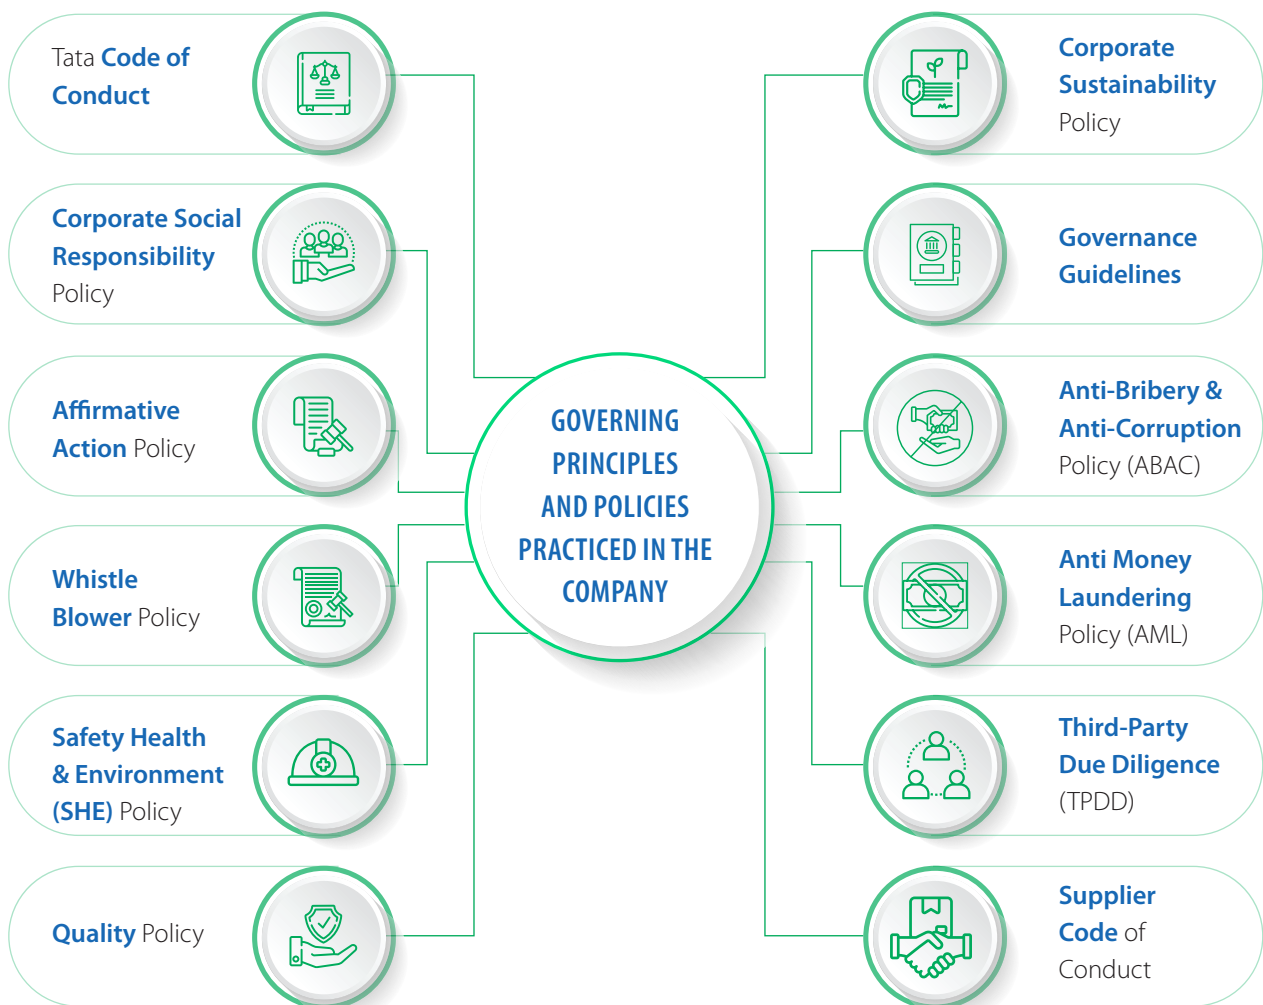 Tata Code of
Conduct
Corporate Social
Responsibility
Policy
Affirmative
Action Policy
Whistle
Blower Policy
Safety Health
& Environment
(SHE) Policy
Quality Policy
GOVERNING
PRINCIPLES
AND POLICIES
PRACTICED IN THE
COMPANY
Corporate
Sustainability
Policy
Governance
Guidelines
Anti-Bribery &
Anti-Corruption
Policy (ABAC)
Anti Money
Laundering
Policy (AML)
Third-Party
Due Diligence
(TPDD)
Supplier
Code of
Conduct